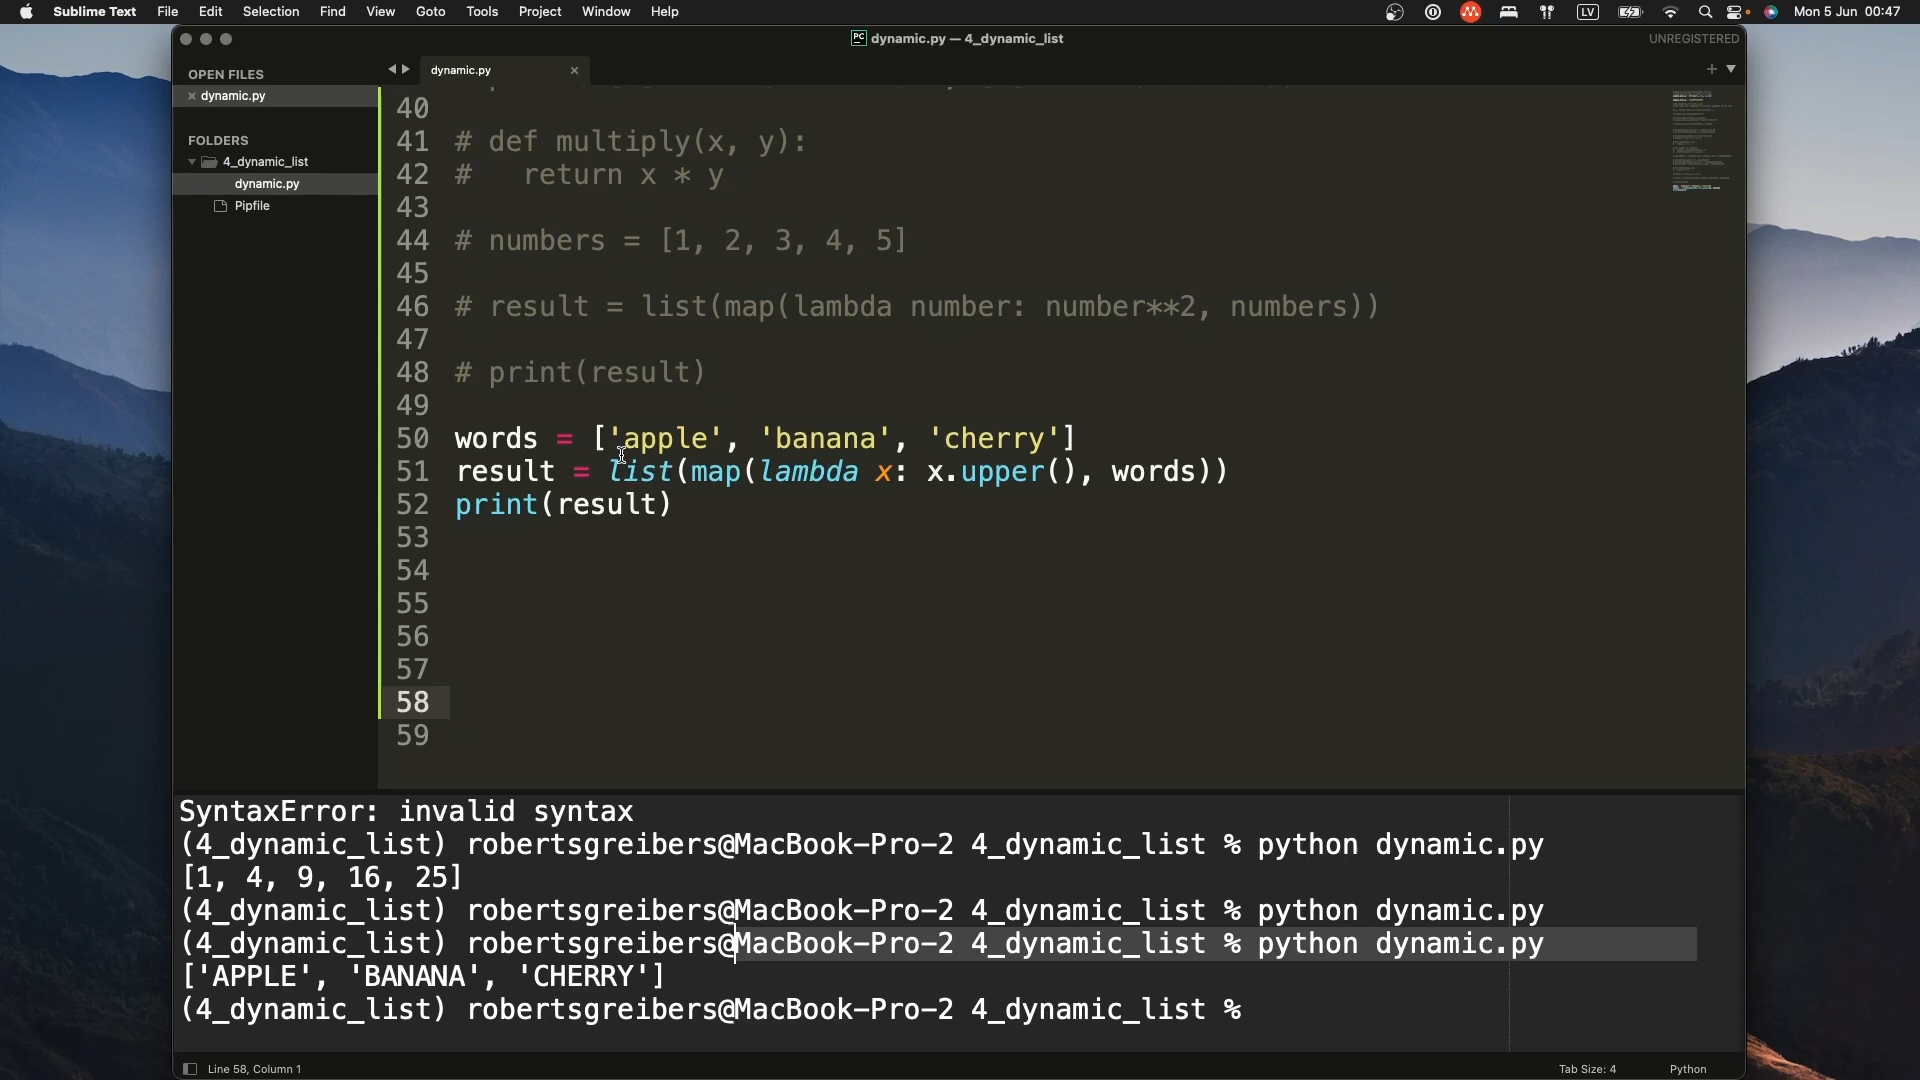 Sublime Text File Edit Selection Find View Goto Tools Project Window Help LV Mon 5 Jun 00:47
PC dynamic.py — 4_dynamic_list UNREGISTERED
OPEN FILES
dynamic.py
FOLDERS
4_dynamic_list
dynamic.py
Pipfile
dynamic.py
40
41 # def multiply(x, y):
42 #   return x * y
43
44 # numbers = [1, 2, 3, 4, 5]
45
46 # result = list(map(lambda number: number**2, numbers))
47
48 # print(result)
49
50 words = ['apple', 'banana', 'cherry']
51 result = list(map(lambda x: x.upper(), words))
52 print(result)
53
54
55
56
57
58
59
SyntaxError: invalid syntax
(4_dynamic_list) robertsgreibers@MacBook-Pro-2 4_dynamic_list % python dynamic.py
[1, 4, 9, 16, 25]
(4_dynamic_list) robertsgreibers@MacBook-Pro-2 4_dynamic_list % python dynamic.py
(4_dynamic_list) robertsgreibers@MacBook-Pro-2 4_dynamic_list % python dynamic.py
['APPLE', 'BANANA', 'CHERRY']
(4_dynamic_list) robertsgreibers@MacBook-Pro-2 4_dynamic_list %
Line 58, Column 1 Tab Size: 4 Python